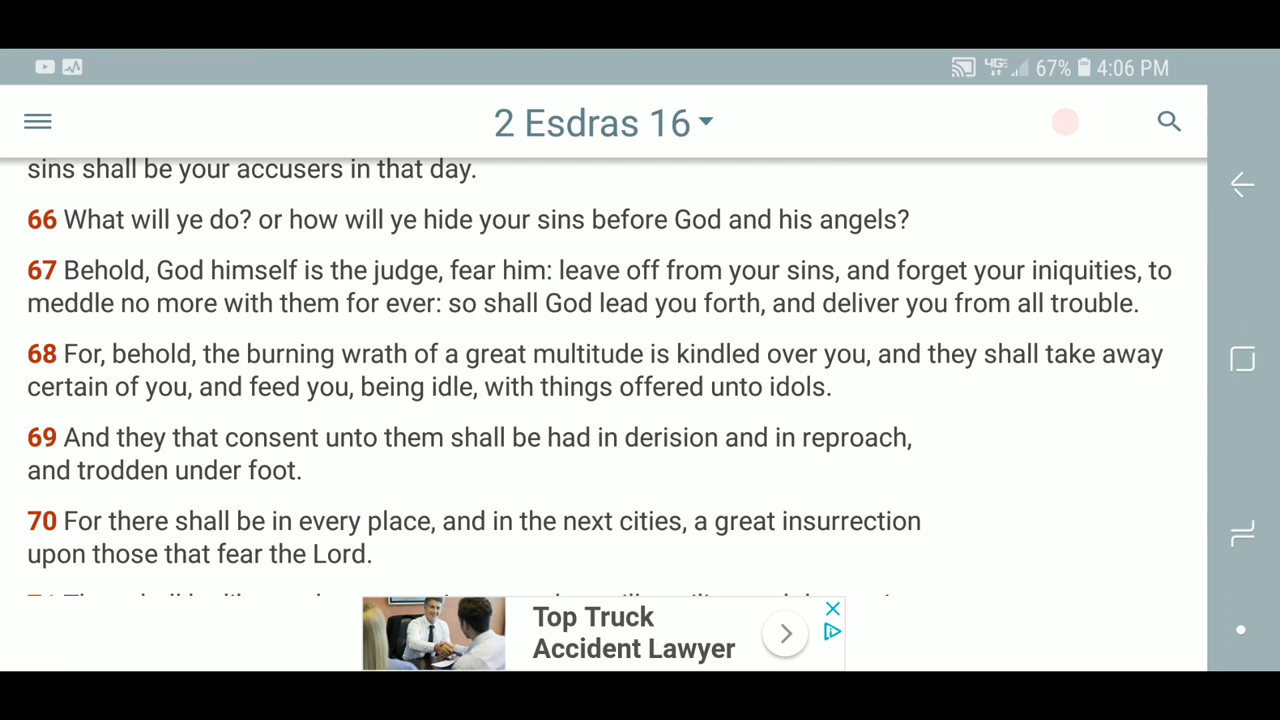 67% 4:06 PM
2 Esdras 16
sins shall be your accusers in that day.
66 What will ye do? or how will ye hide your sins before God and his angels?
67 Behold, God himself is the judge, fear him: leave off from your sins, and forget your iniquities, to
meddle no more with them for ever: so shall God lead you forth, and deliver you from all trouble.
68 For, behold, the burning wrath of a great multitude is kindled over you, and they shall take away
certain of you, and feed you, being idle, with things offered unto idols.
69 And they that consent unto them shall be had in derision and in reproach,
and trodden under foot.
70 For there shall be in every place, and in the next cities, a great insurrection
upon those that fear the Lord.
Top Truck
Accident Lawyer